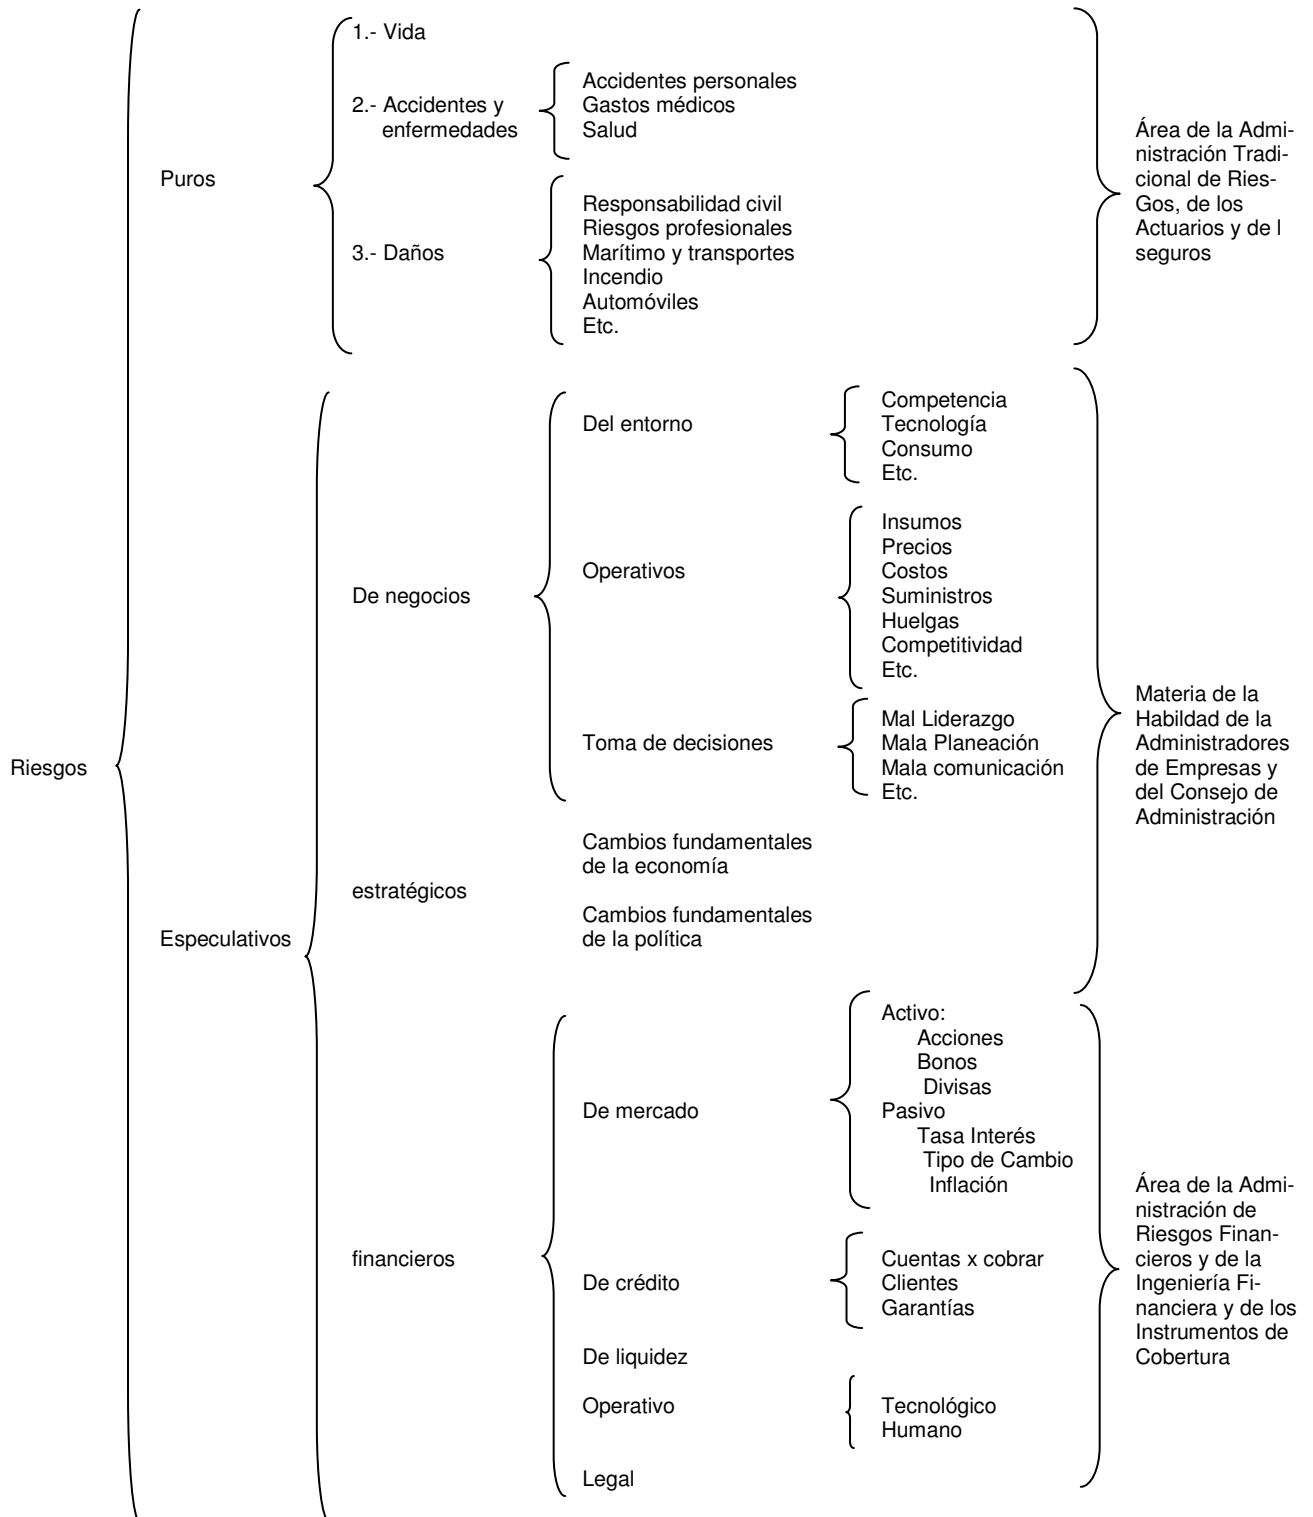 Riesgos
Puros
1.- Vida
2.- Accidentes y
enfermedades
Accidentes personales
Gastos médicos
Salud
3.- Daños
Responsabilidad civil
Riesgos profesionales
Marítimo y transportes
Incendio
Automóviles
Etc.
Área de la Admi-
nistración Tradi-
cional de Ries-
Gos, de los
Actuarios y de l
seguros
Especulativos
De negocios
Del entorno
Competencia
Tecnología
Consumo
Etc.
Operativos
Insumos
Precios
Costos
Suministros
Huelgas
Competitividad
Etc.
Toma de decisiones
Mal Liderazgo
Mala Planeación
Mala comunicación
Etc.
estratégicos
Cambios fundamentales
de la economía
Cambios fundamentales
de la política
Materia de la
Habildad de la
Administradores
de Empresas y
del Consejo de
Administración
financieros
De mercado
Activo:
Acciones
Bonos
Divisas
Pasivo
Tasa Interés
Tipo de Cambio
Inflación
De crédito
Cuentas x cobrar
Clientes
Garantías
De liquidez
Operativo
Tecnológico
Humano
Legal
Área de la Admi-
nistración de
Riesgos Finan-
cieros y de la
Ingeniería Fi-
nanciera y de los
Instrumentos de
Cobertura